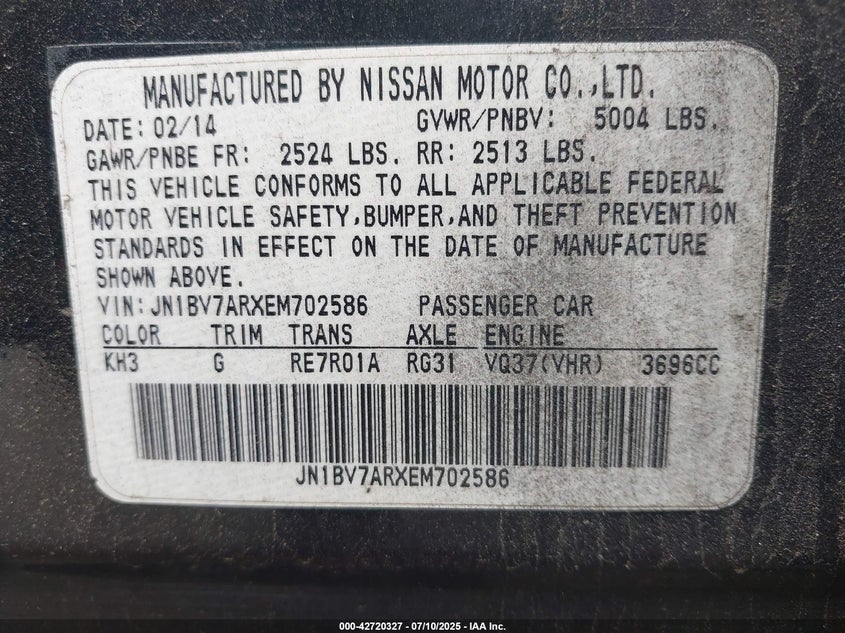 MANUFACTURED BY NISSAN MOTOR CO.,LTD.
DATE: 02/14 GVWR/PNBV: 5004 LBS.
GAWR/PNBE FR: 2524 LBS. RR: 2513 LBS.
THIS VEHICLE CONFORMS TO ALL APPLICABLE FEDERAL
MOTOR VEHICLE SAFETY,BUMPER,AND THEFT PREVENTION
STANDARDS IN EFFECT ON THE DATE OF MANUFACTURE
SHOWN ABOVE.
VIN:JN1BV7ARXEM702586 PASSENGER CAR
COLOR TRIM TRANS AXLE ENGINE
KH3 G RE7R01A RG31 VQ37(VHR) 3696CC
JN1BV7ARXEM702586
000-42720327 - 07/10/2025 - IAA Inc.